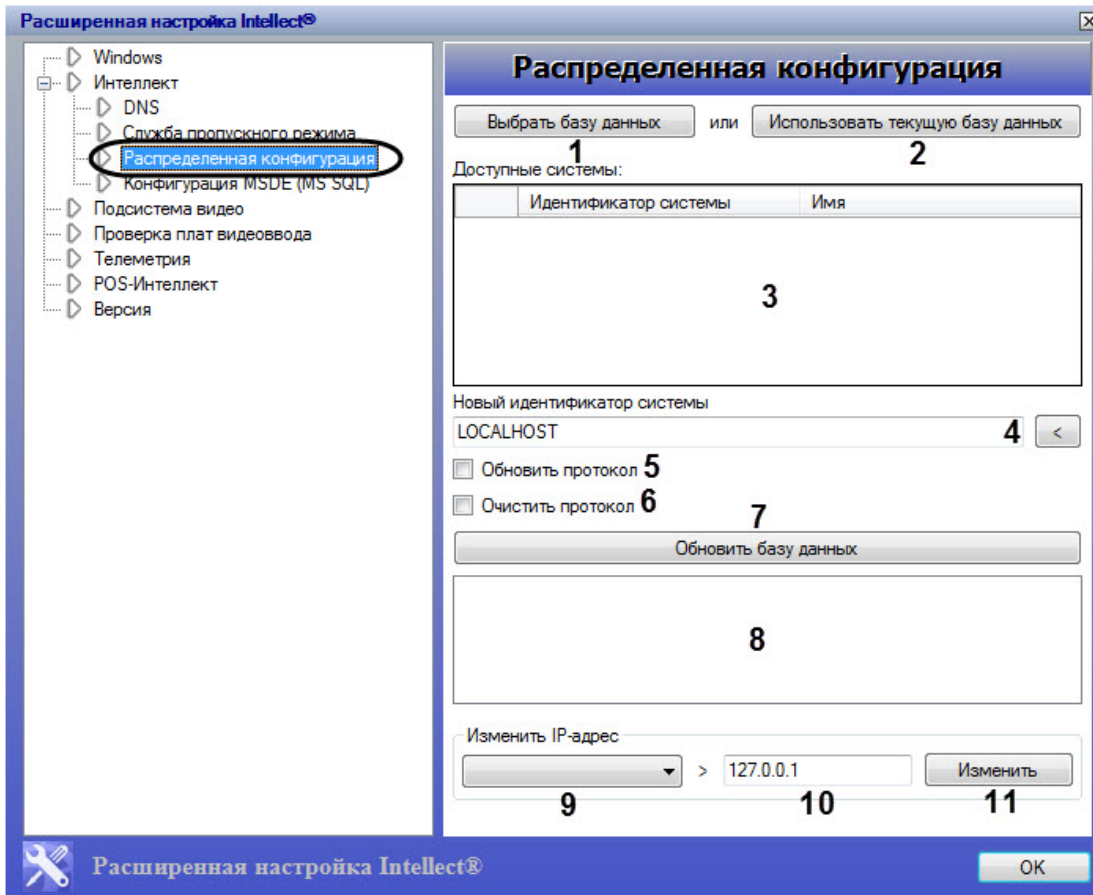 Расширенная настройка Intellect®
Windows
Интеллект
DNS
Служба пропускного режима
Распределенная конфигурация
Конфигурация MSDE (MS SQL)
Подсистема видео
Проверка плат видеоввода
Телеметрия
POS-Интеллект
Версия
Распределенная конфигурация
Выбрать базу данных или Использовать текущую базу данных
1 2
Доступные системы:
Идентификатор системы Имя
3
Новый идентификатор системы
LOCALHOST 4 <
Обновить протокол 5
Очистить протокол 6
7
Обновить базу данных
8
Изменить IP-адрес
> 127.0.0.1 Изменить
9 10 11
Расширенная настройка Intellect® OK